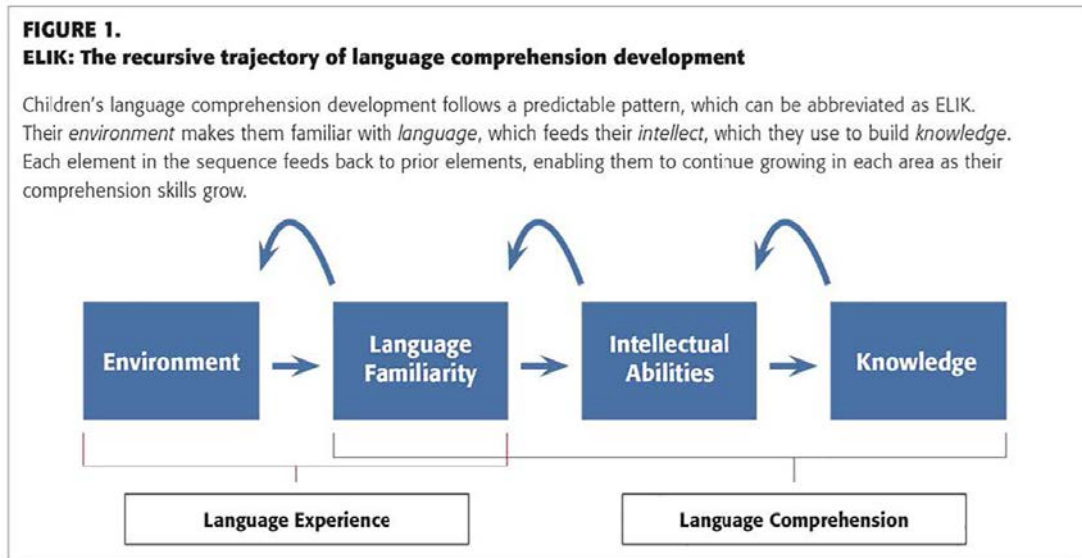 FIGURE 1.
ELIK: The recursive trajectory of language comprehension development
Children's language comprehension development follows a predictable pattern, which can be abbreviated as ELIK.
Their environment makes them familiar with language, which feeds their intellect, which they use to build knowledge.
Each element in the sequence feeds back to prior elements, enabling them to continue growing in each area as their
comprehension skills grow.
Environment
Language
Familiarity
Intellectual
Abilities
Knowledge
Language Experience
Language Comprehension